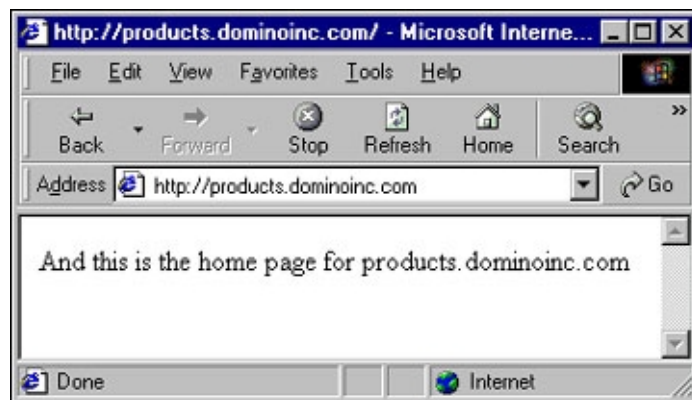 http://products.dominoinc.com/ - Microsoft Interne...
File Edit View Favorites Tools Help
Back Forward Stop Refresh Home Search »
Address http://products.dominoinc.com Go
And this is the home page for products.dominoinc.com
Done Internet